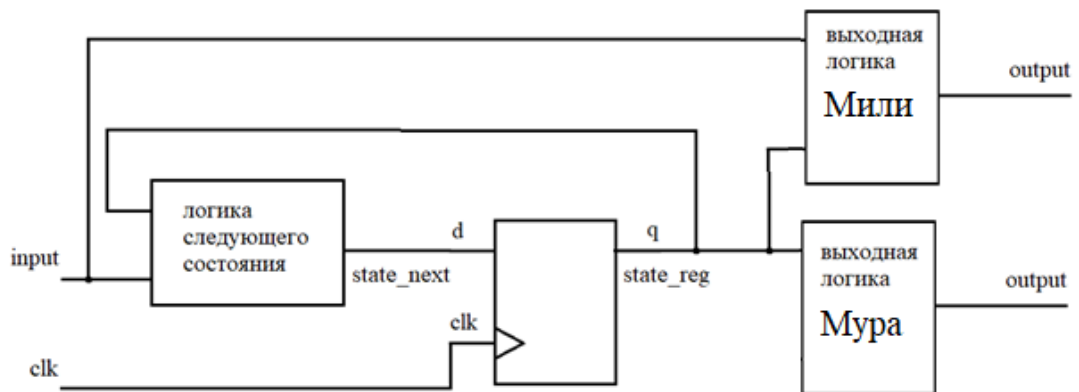 выходная
логика
Мили
output
логика
следующего
состояния
input
d
state_next
clk
q
state_reg
выходная
логика
Мура
output
clk